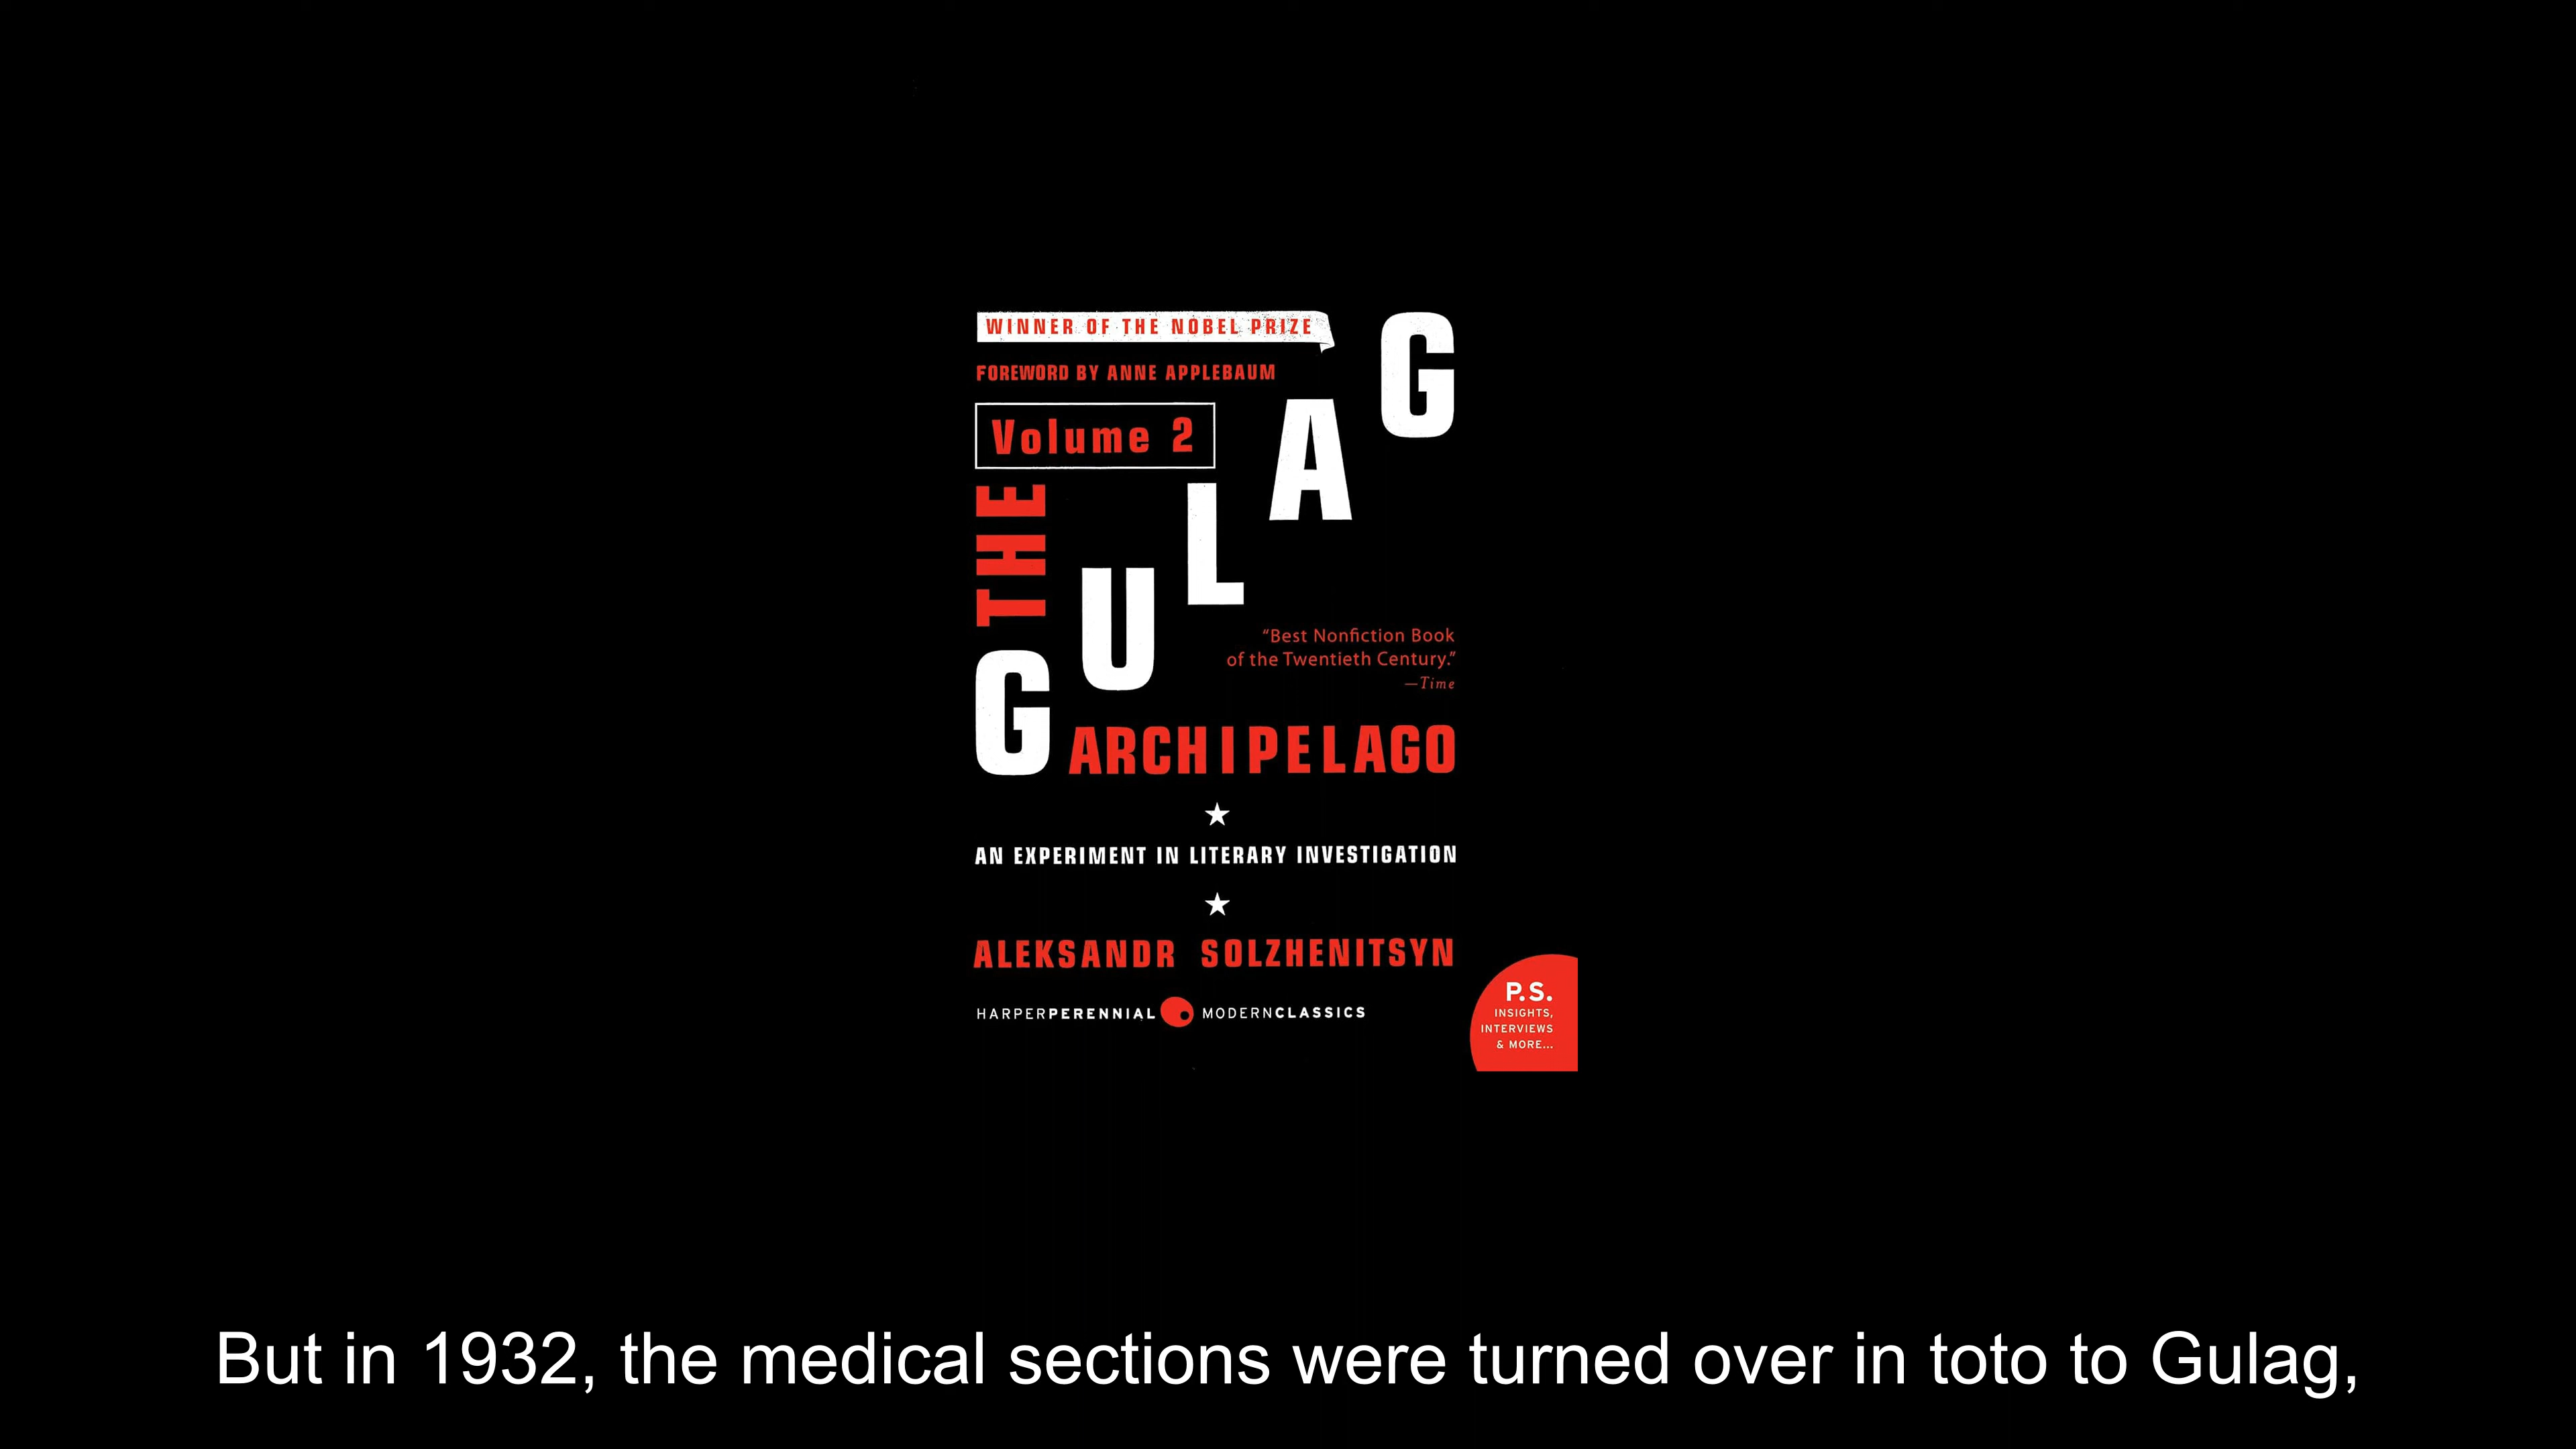 WINNER OF THE NOBEL PRIZE
FOREWORD BY ANNE APPLEBAUM
Volume 2
THE
GULAG
ARCHIPELAGO
“Best Nonfiction Book
of the Twentieth Century.”
—Time
AN EXPERIMENT IN LITERARY INVESTIGATION
ALEKSANDR SOLZHENITSYN
HARPERPERENNIAL MODERNCLASSICS
P.S.
INSIGHTS,
INTERVIEWS
& MORE...
But in 1932, the medical sections were turned over in toto to Gulag,